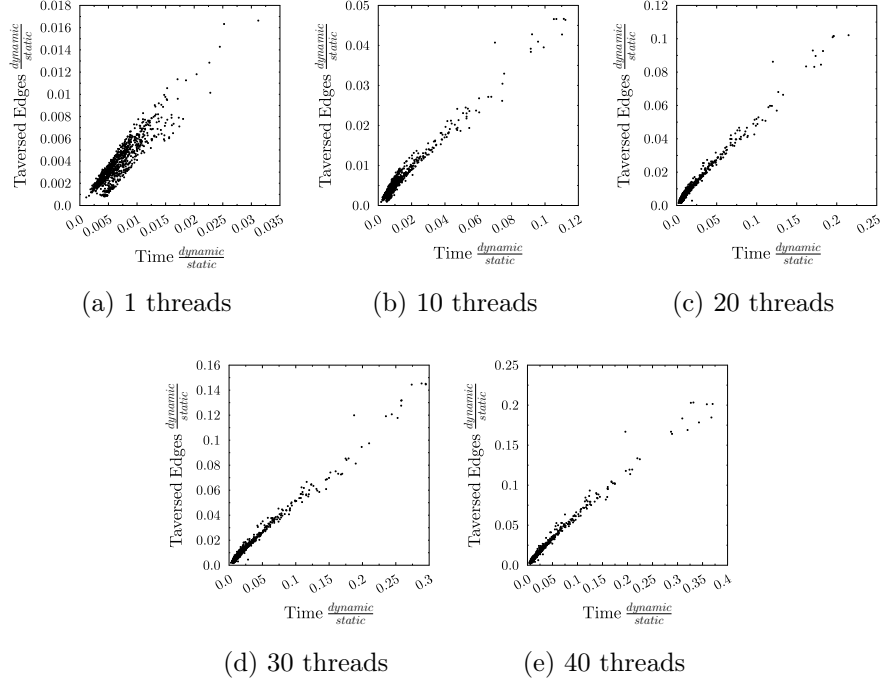 0.018
0.016
0.014
0.012
0.01
0.008
0.006
0.004
0.002
0.0
Taversed Edges dynamic/static
0.0 0.005 0.01 0.015 0.02 0.025 0.03 0.035
Time dynamic/static
(a) 1 threads
0.05
0.04
0.03
0.02
0.01
0.0
Taversed Edges dynamic/static
0.0 0.02 0.04 0.06 0.08 0.1 0.12
Time dynamic/static
(b) 10 threads
0.12
0.1
0.08
0.06
0.04
0.02
0.0
Taversed Edges dynamic/static
0.0 0.05 0.1 0.15 0.2 0.25
Time dynamic/static
(c) 20 threads
0.16
0.14
0.12
0.1
0.08
0.06
0.04
0.02
0.0
Taversed Edges dynamic/static
0.0 0.05 0.1 0.15 0.2 0.25 0.3
Time dynamic/static
(d) 30 threads
0.25
0.2
0.15
0.1
0.05
0.0
Taversed Edges dynamic/static
0.0 0.05 0.1 0.15 0.2 0.25 0.3 0.35 0.4
Time dynamic/static
(e) 40 threads